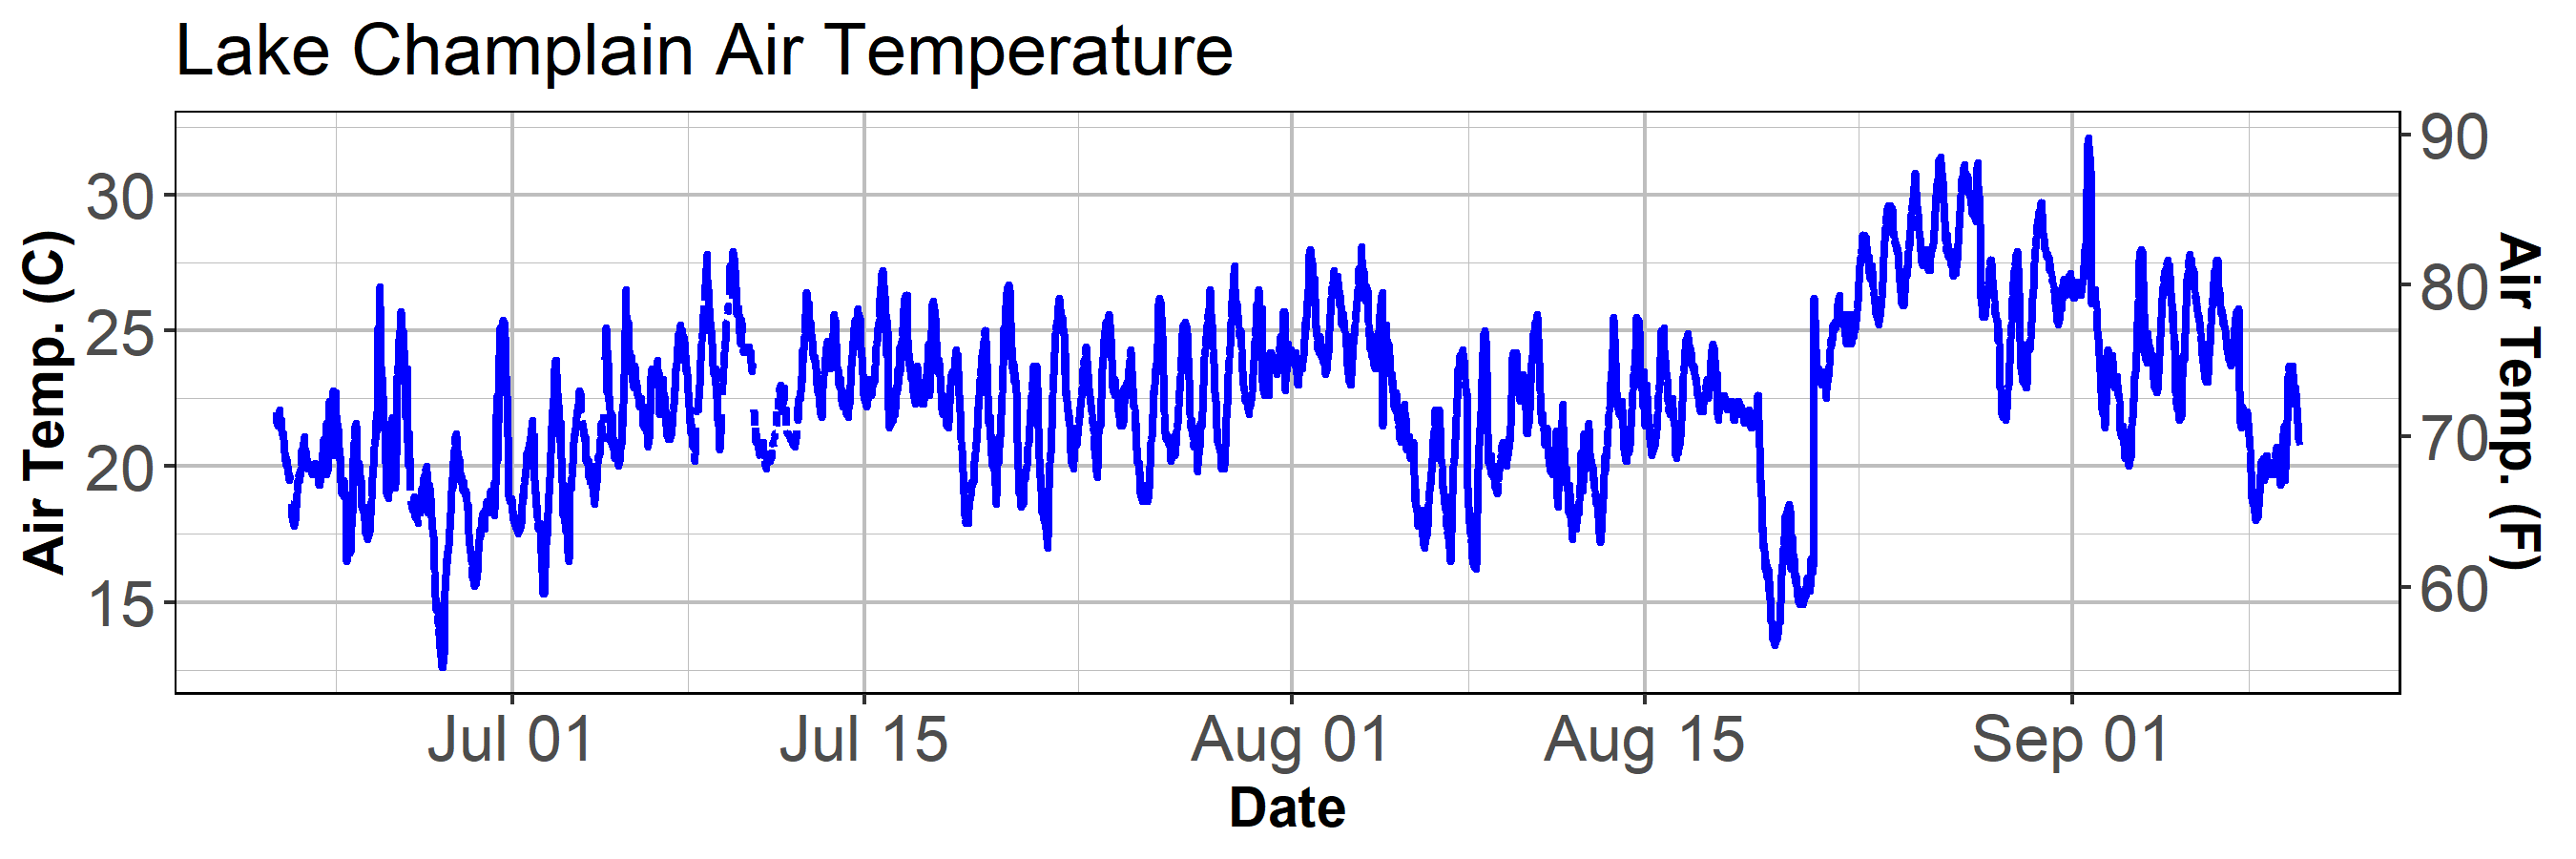 Lake Champlain Air Temperature
Air Temp. (C)
30
25
20
15
90
80
70
60
Air Temp. (F)
Jul 01 Jul 15 Aug 01 Aug 15 Sep 01
Date